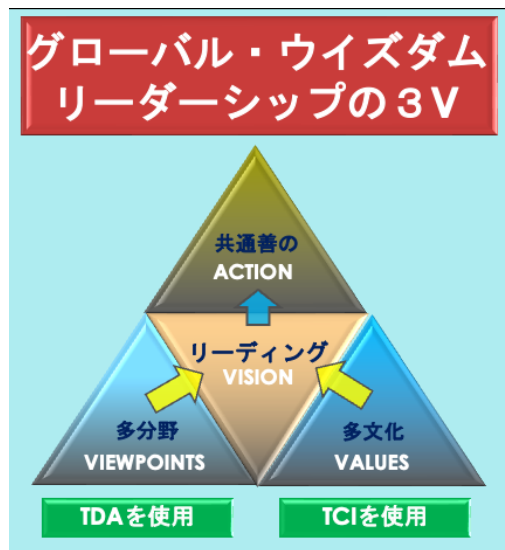 グローバル・ウイズダム
リーダーシップの３V
共通善の
ACTION
リーディング
VISION
多分野
VIEWPOINTS
多文化
VALUES
TDAを使用
TCIを使用